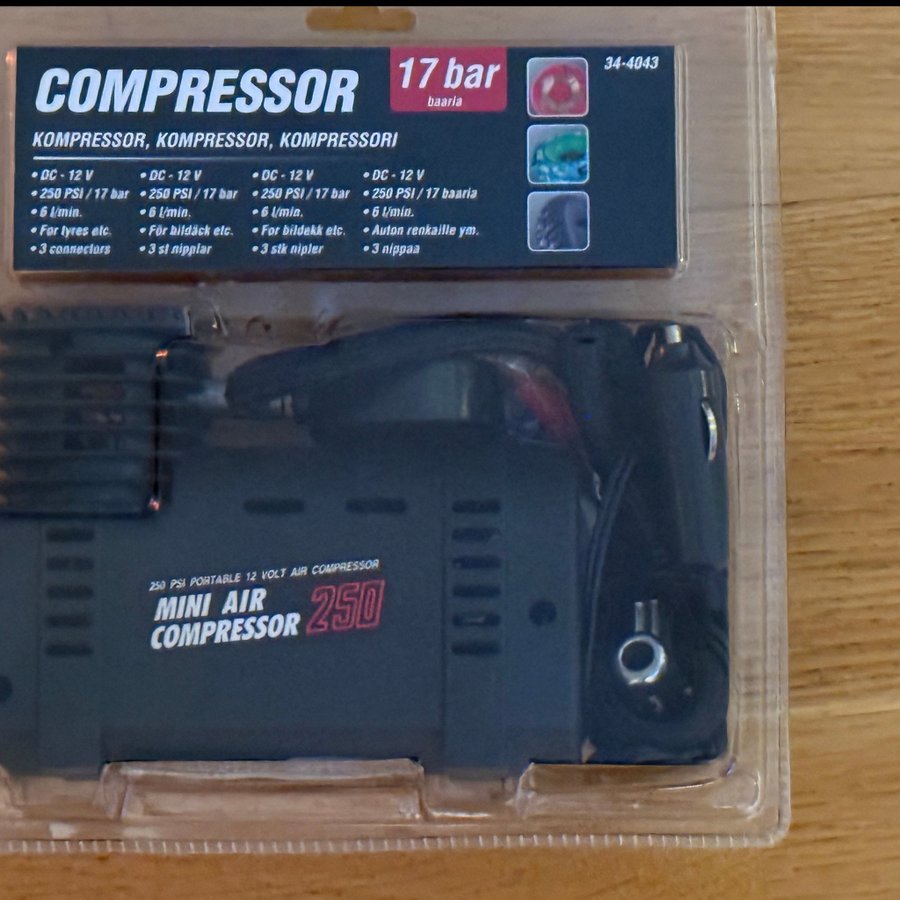 COMPRESSOR
17 bar
baaria
34-4043
KOMPRESSOR, KOMPRESSOR, KOMPRESSORI
• DC - 12 V
• 250 PSI / 17 bar
• 6 l/min.
• For tyres etc.
• 3 connectors
• DC - 12 V
• 250 PSI / 17 bar
• 6 l/min.
• För bildäck etc.
• 3 st nipplar
• DC - 12 V
• 250 PSI / 17 bar
• 6 l/min.
• For bildekk etc.
• 3 stk nipler
• DC - 12 V
• 250 PSI / 17 baaria
• 6 l/min.
• Auton renkaille ym.
• 3 nippaa
250 PSI PORTABLE 12 VOLT AIR COMPRESSOR
MINI AIR
COMPRESSOR 250